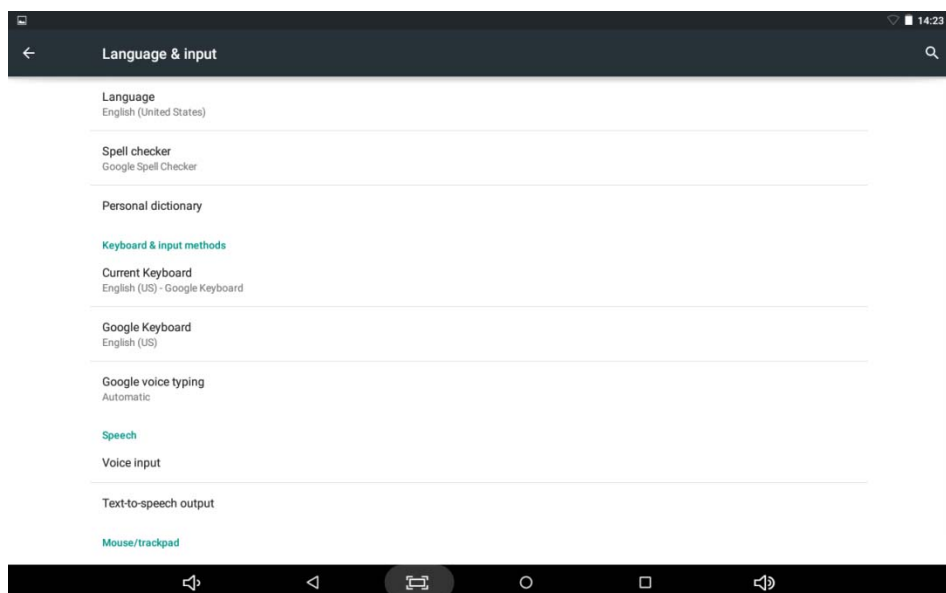 14:23
Language & input
Language
English (United States)
Spell checker
Google Spell Checker
Personal dictionary
Keyboard & input methods
Current Keyboard
English (US) - Google Keyboard
Google Keyboard
English (US)
Google voice typing
Automatic
Speech
Voice input
Text-to-speech output
Mouse/trackpad